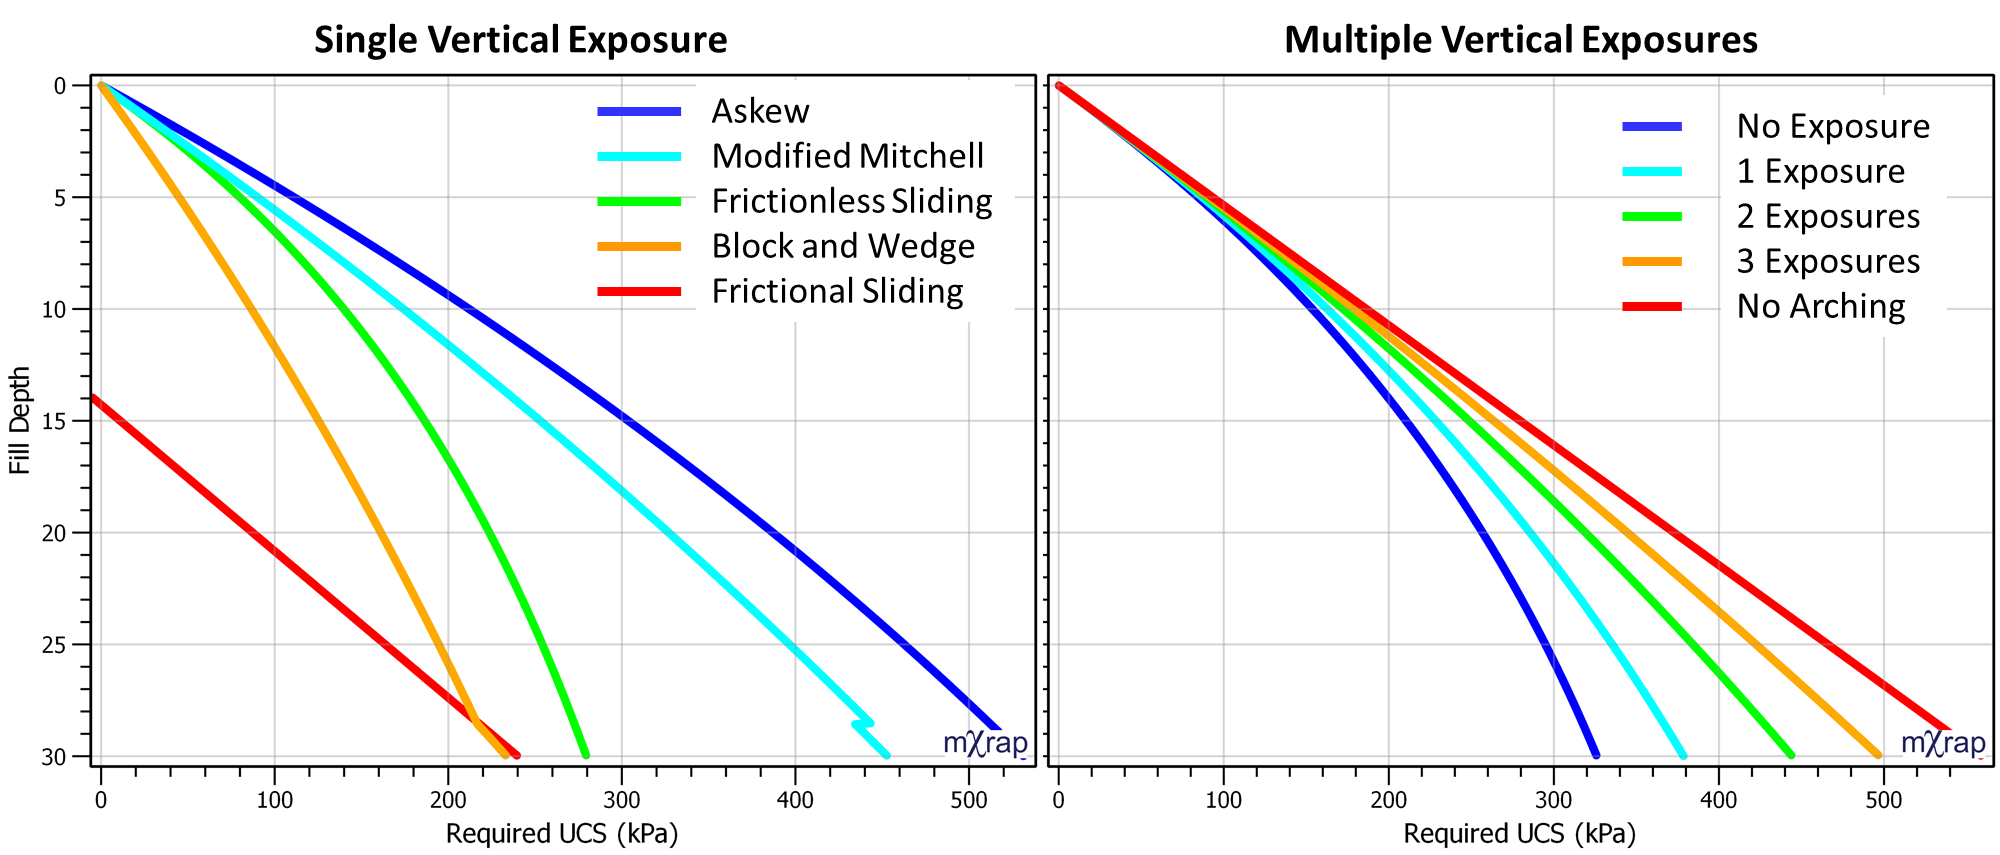 Single Vertical Exposure
Multiple Vertical Exposures
Askew
Modified Mitchell
Frictionless Sliding
Block and Wedge
Frictional Sliding
No Exposure
1 Exposure
2 Exposures
3 Exposures
No Arching
Fill Depth
0
5
10
15
20
25
30
mχrap
mχrap
0 100 200 300 400 500
0 100 200 300 400 500
Required UCS (kPa)
Required UCS (kPa)